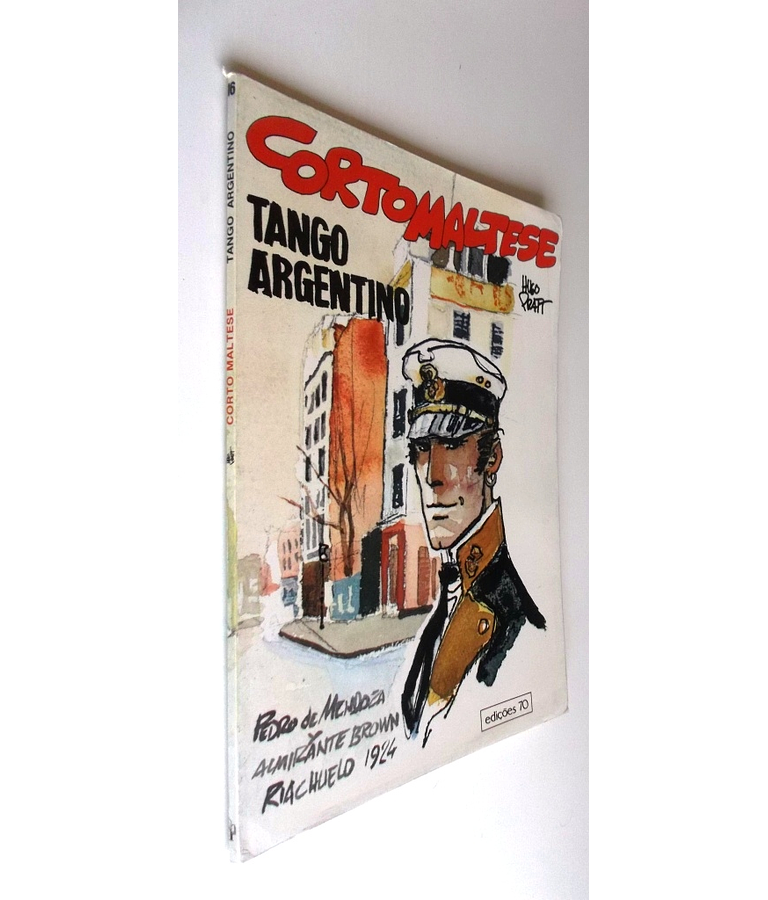 16
TANGO ARGENTINO
CORTO MALTESE
CORTO MALTESE
TANGO
ARGENTINO
HUGO
PRATT
PEDRO de MENDOZA
Y
ALMIRANTE BROWN
RIACHUELO 1924
edições 70